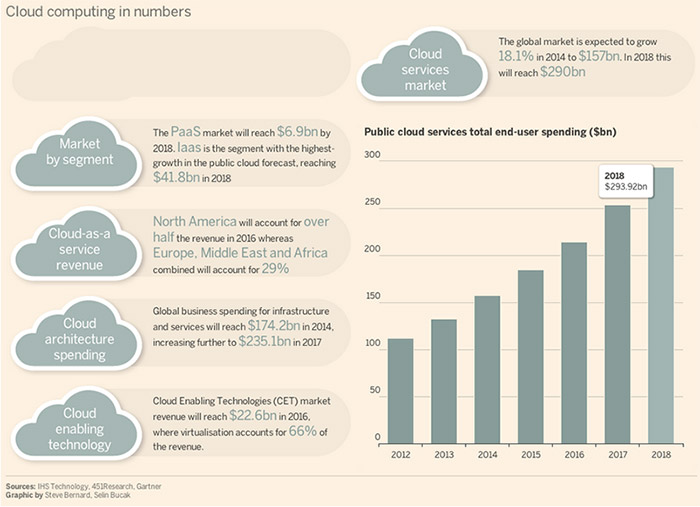 Cloud computing in numbers
Cloud
services
market
The global market is expected to grow
18.1% in 2014 to $157bn. In 2018 this
will reach $290bn
Market
by segment
The PaaS market will reach $6.9bn by
2018. Iaas is the segment with the highest-
growth in the public cloud forecast, reaching
$41.8bn in 2018
Cloud-as-a
service
revenue
North America will account for over
half the revenue in 2016 whereas
Europe, Middle East and Africa
combined will account for 29%
Cloud
architecture
spending
Global business spending for infrastructure
and services will reach $174.2bn in 2014,
increasing further to $235.1bn in 2017
Cloud
enabling
technology
Cloud Enabling Technologies (CET) market
revenue will reach $22.6bn in 2016,
where virtualisation accounts for 66% of
the revenue.
Public cloud services total end-user spending ($bn)
300
250
200
150
100
50
0
2018
$293.92bn
2012 2013 2014 2015 2016 2017 2018
Sources: IHS Technology, 451Research, Gartner
Graphic by Steve Bernard, Selin Bucak